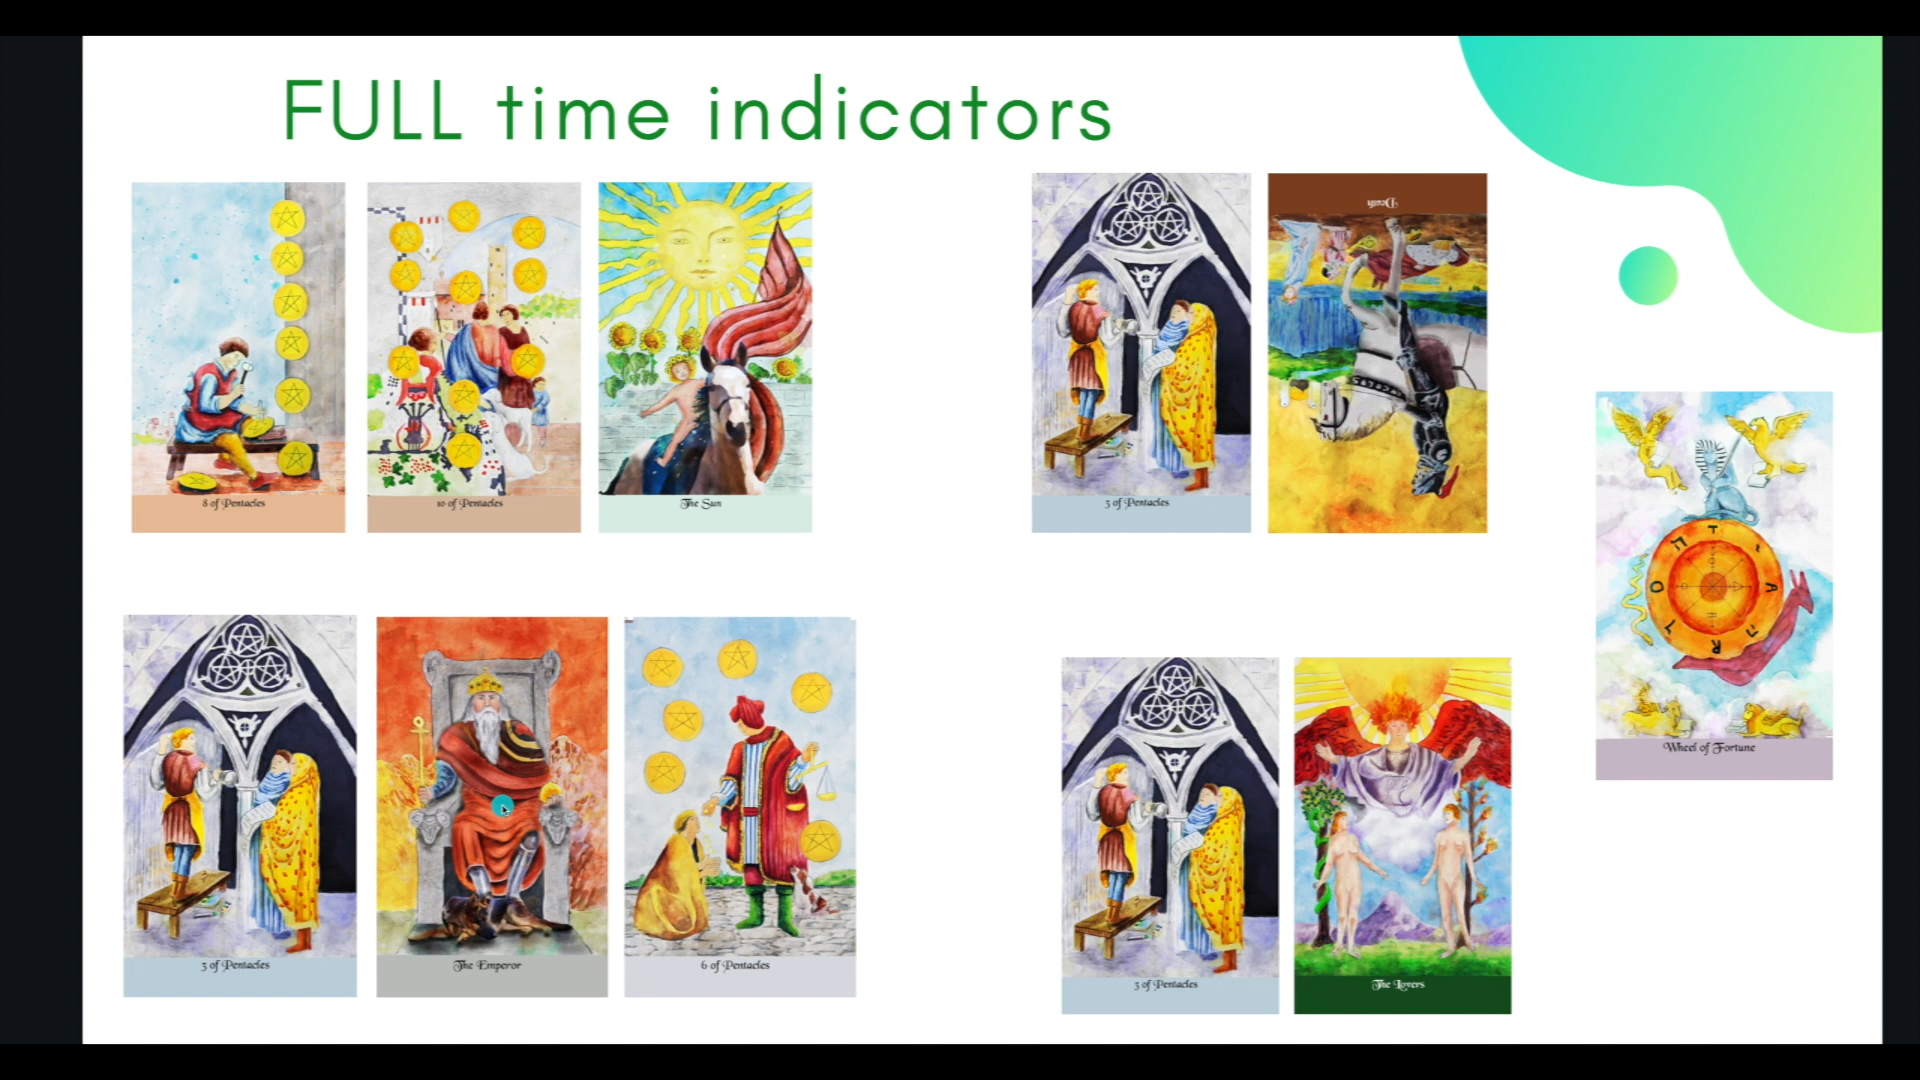 FULL time indicators
8 of Pentacles
10 of Pentacles
The Sun
3 of Pentacles
Death
Wheel of Fortune
3 of Pentacles
The Emperor
6 of Pentacles
3 of Pentacles
The Lovers